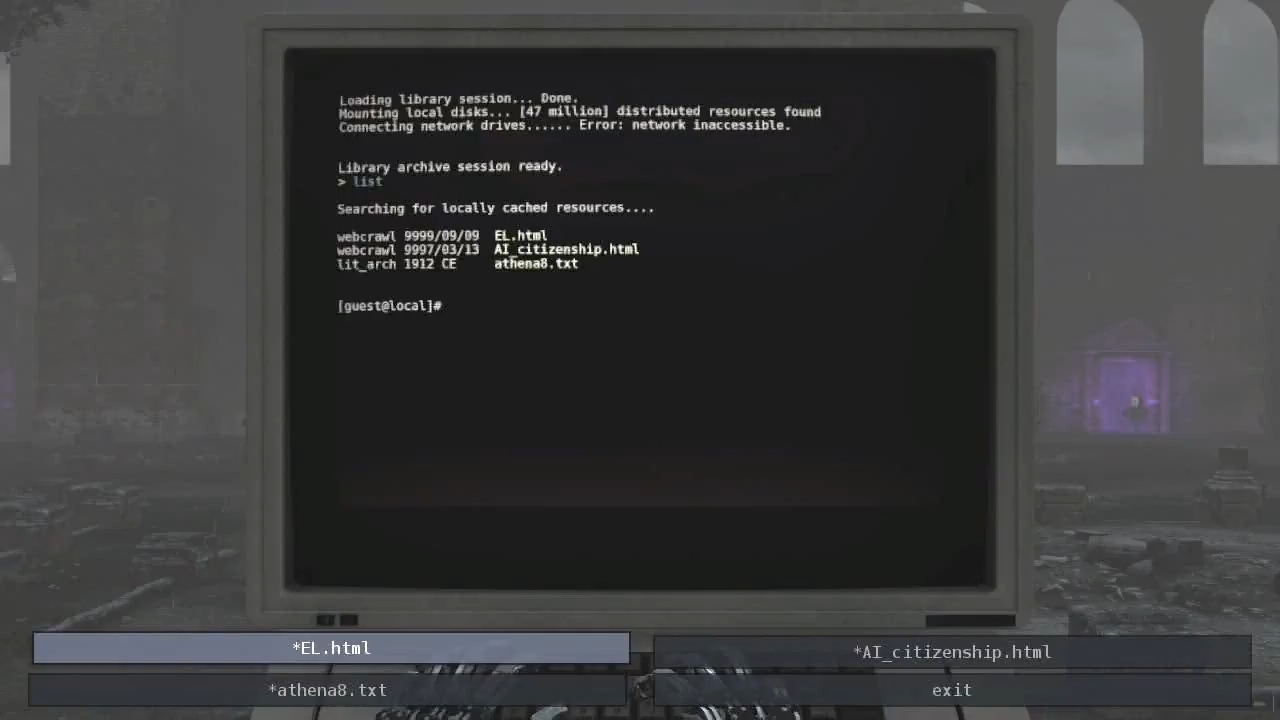 Loading library session... Done.
Mounting local disks... [47 million] distributed resources found
Connecting network drives...... Error: network inaccessible.
Library archive session ready.
> list
Searching for locally cached resources....
webcrawl 9999/09/09 EL.html
webcrawl 9997/03/13 AI_citizenship.html
lit_arch 1912 CE athena8.txt
[guest@local]#
*EL.html
*AI_citizenship.html
*athena8.txt
exit